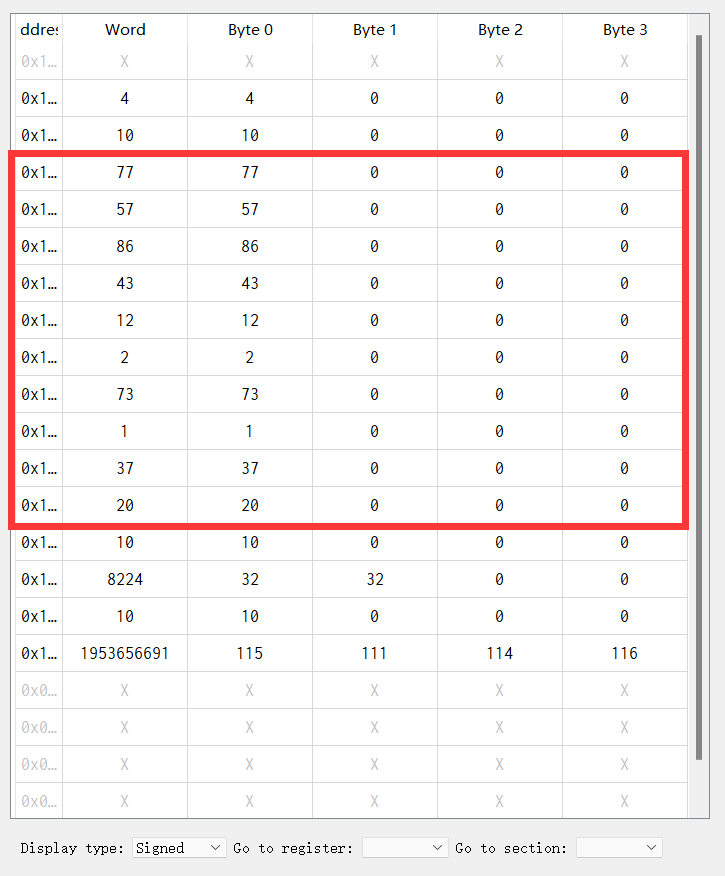 ddres Word Byte 0 Byte 1 Byte 2 Byte 3
0x1… X X X X X
0x1… 4 4 0 0 0
0x1… 10 10 0 0 0
0x1… 77 77 0 0 0
0x1… 57 57 0 0 0
0x1… 86 86 0 0 0
0x1… 43 43 0 0 0
0x1… 12 12 0 0 0
0x1… 2 2 0 0 0
0x1… 73 73 0 0 0
0x1… 1 1 0 0 0
0x1… 37 37 0 0 0
0x1… 20 20 0 0 0
0x1… 10 10 0 0 0
0x1… 8224 32 32 0 0
0x1… 10 10 0 0 0
0x1… 1953656691 115 111 114 116
0x0… X X X X X
0x0… X X X X X
0x0… X X X X X
0x0… X X X X X
Display type: Signed Go to register: Go to section: